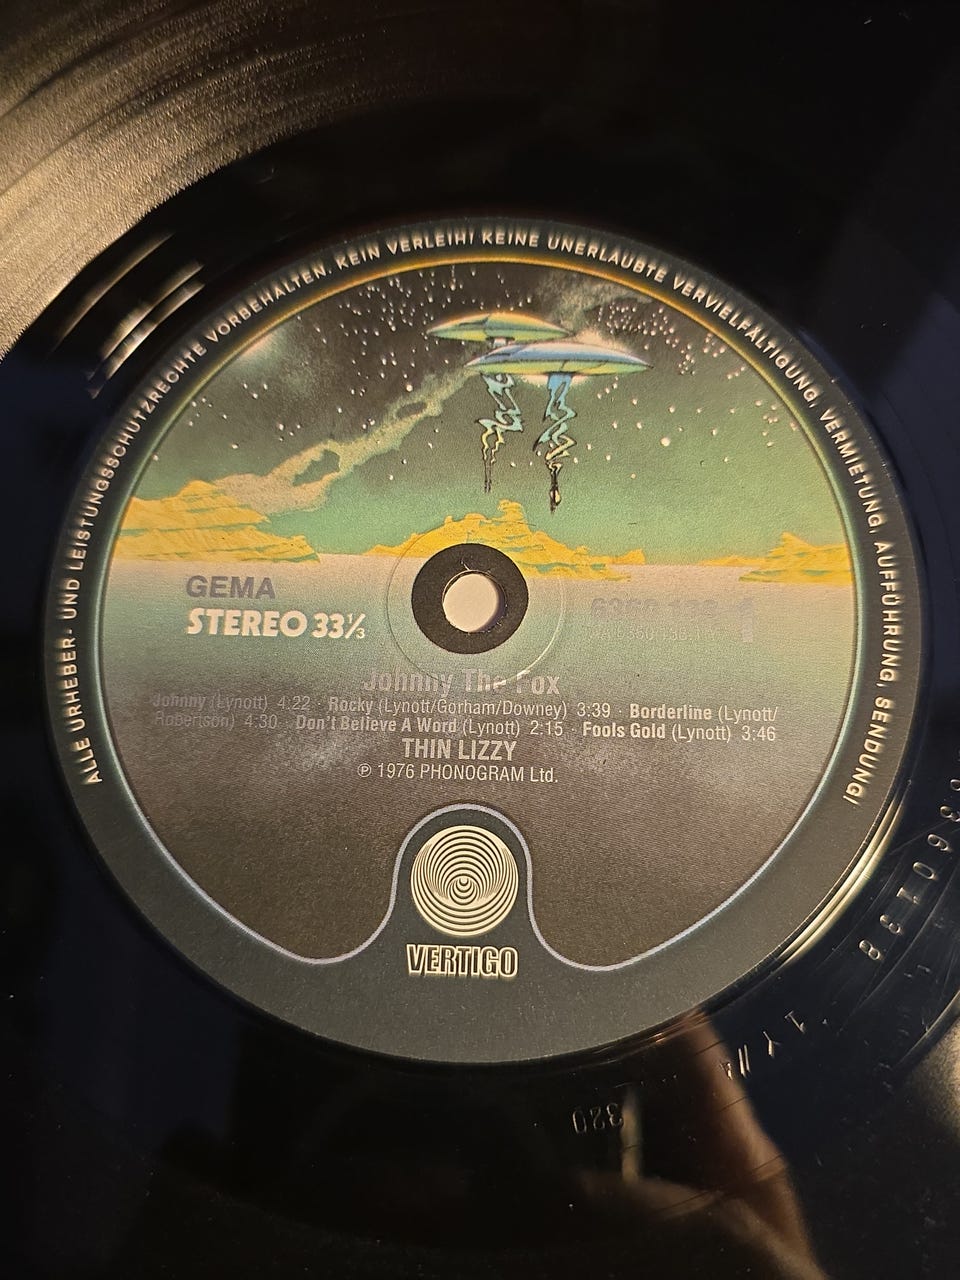 ALLE URHEBER- UND LEISTUNGSSCHUTZRECHTE VORBEHALTEN. KEIN VERLEIH! KEINE UNERLAUBTE VERVIELFÄLTIGUNG, VERMIETUNG, AUFFÜHRUNG, SENDUNG!
GEMA
STEREO 33⅓
1
Johnny The Fox
Johnny (Lynott) 4:22 · Rocky (Lynott/Gorham/Downey) 3:39 · Borderline (Lynott/
Robertson) 4:30 · Don't Believe A Word (Lynott) 2:15 · Fools Gold (Lynott) 3:46
THIN LIZZY
℗ 1976 PHONOGRAM Ltd.
VERTIGO
320